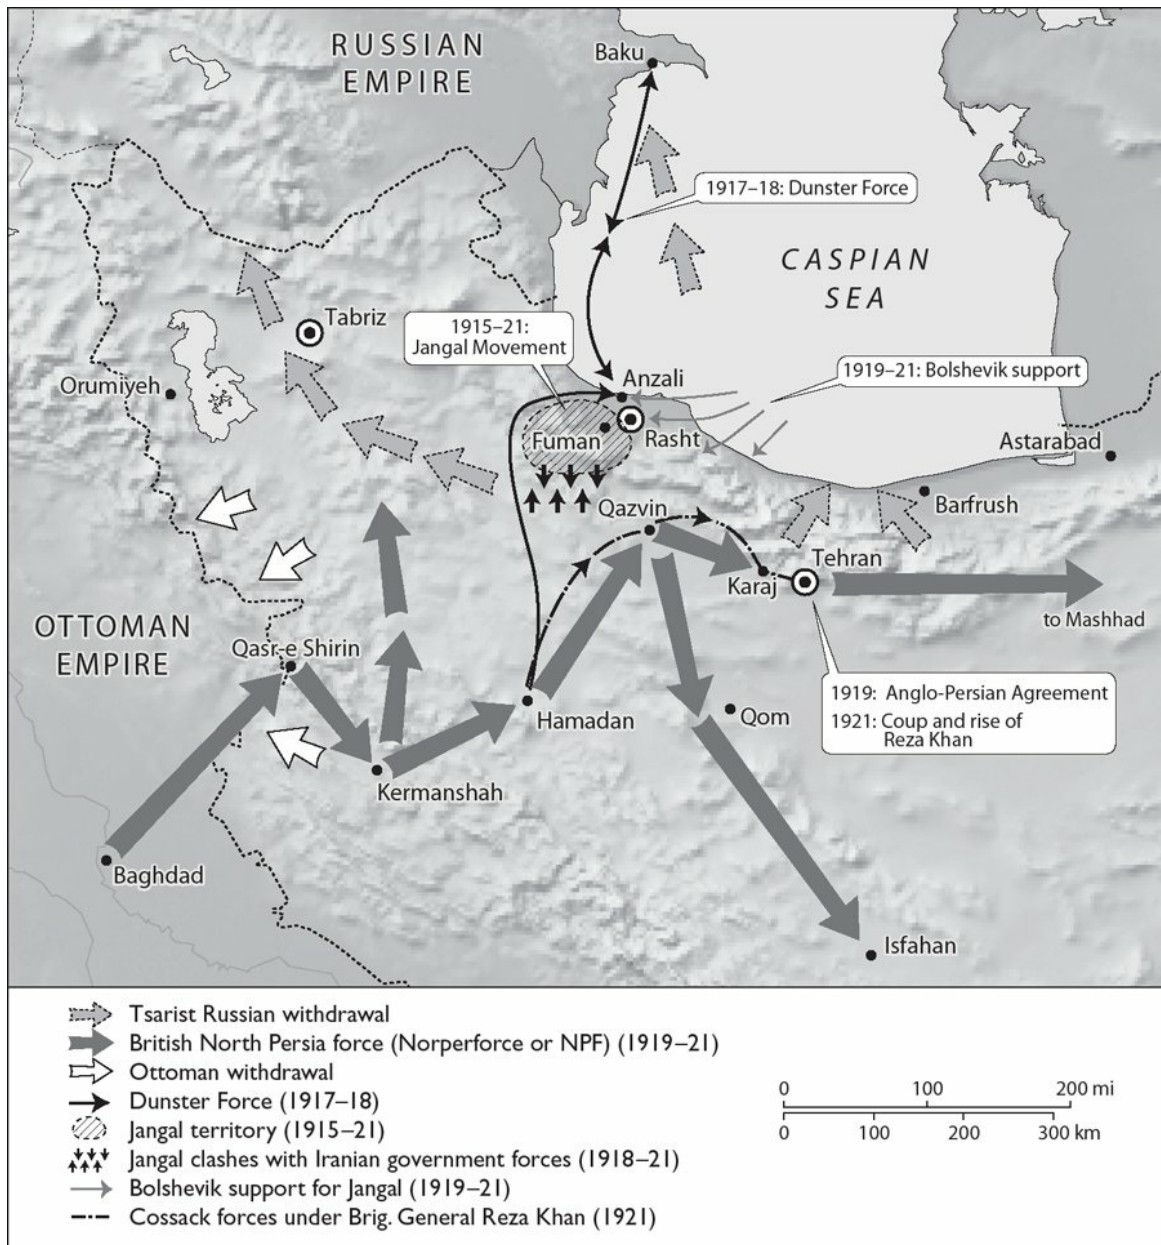 RUSSIAN
EMPIRE
Baku
1917–18: Dunster Force
CASPIAN
SEA
Tabriz
1915–21:
Jangal Movement
Anzali
1919–21: Bolshevik support
Orumiyeh
Fuman
Rasht
Astarabad
Qazvin
Barfrush
Tehran
Karaj
to Mashhad
OTTOMAN
EMPIRE
Qasr-e Shirin
Hamadan
Qom
1919: Anglo-Persian Agreement
1921: Coup and rise of
Reza Khan
Kermanshah
Baghdad
Isfahan
Tsarist Russian withdrawal
British North Persia force (Norperforce or NPF) (1919–21)
Ottoman withdrawal
Dunster Force (1917–18)
Jangal territory (1915–21)
Jangal clashes with Iranian government forces (1918–21)
Bolshevik support for Jangal (1919–21)
Cossack forces under Brig. General Reza Khan (1921)
0 100 200 mi
0 100 200 300 km